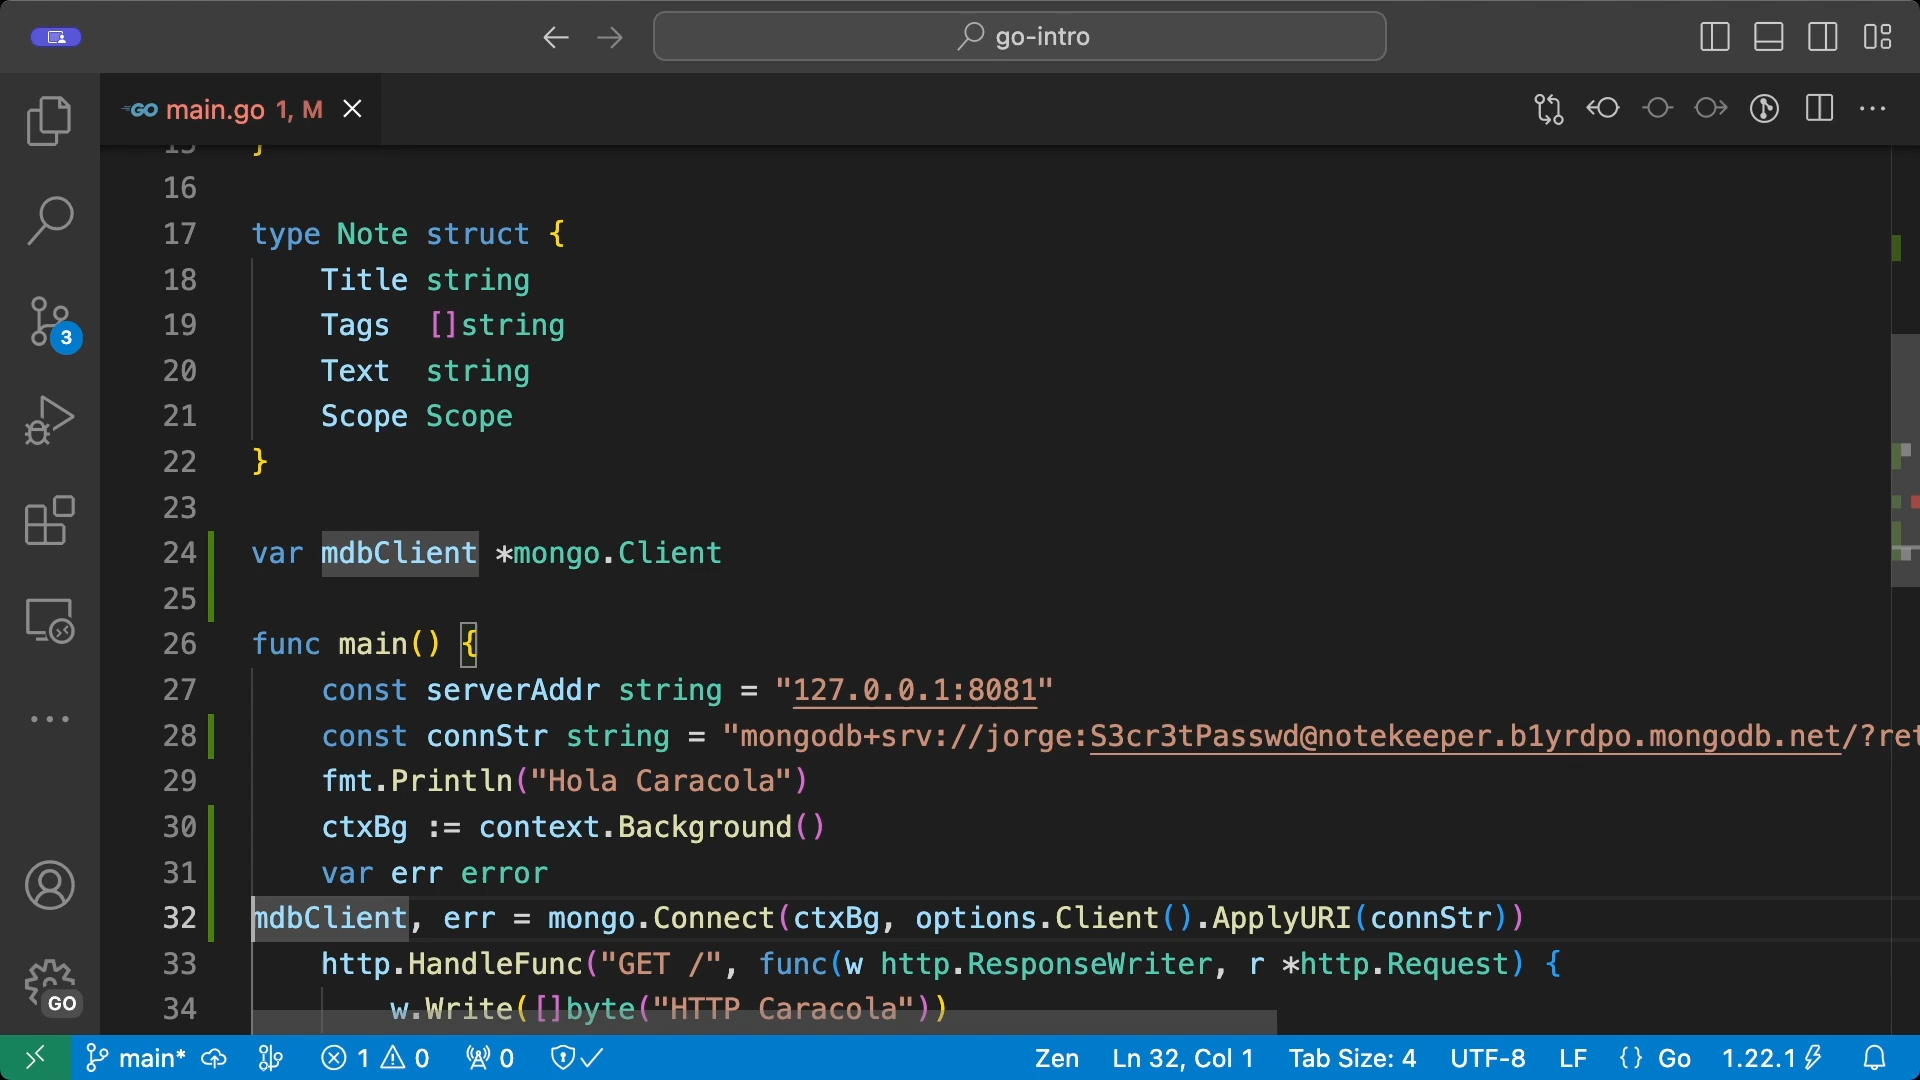 go-intro
GO main.go 1, M
15 }
16
17 type Note struct {
18 Title string
19 Tags []string
20 Text string
21 Scope Scope
22 }
23
24 var mdbClient *mongo.Client
25
26 func main() {
27 const serverAddr string = "127.0.0.1:8081"
28 const connStr string = "mongodb+srv://jorge:S3cr3tPasswd@notekeeper.b1yrdpo.mongodb.net/?ret
29 fmt.Println("Hola Caracola")
30 ctxBg := context.Background()
31 var err error
32 mdbClient, err = mongo.Connect(ctxBg, options.Client().ApplyURI(connStr))
33 http.HandleFunc("GET /", func(w http.ResponseWriter, r *http.Request) {
34 w.Write([]byte("HTTP Caracola"))
3
GO
main* 1 0 0 Zen Ln 32, Col 1 Tab Size: 4 UTF-8 LF {} Go 1.22.1